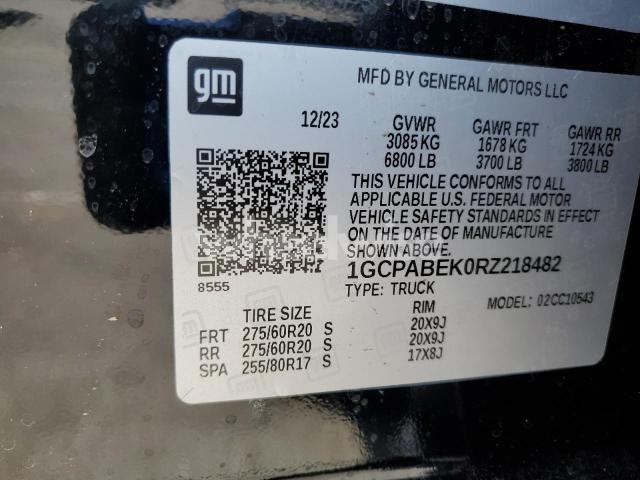 gm
MFD BY GENERAL MOTORS LLC
12/23 GVWR GAWR FRT GAWR RR
3085 KG 1678 KG 1724 KG
6800 LB 3700 LB 3800 LB
THIS VEHICLE CONFORMS TO ALL
APPLICABLE U.S. FEDERAL MOTOR
VEHICLE SAFETY STANDARDS IN EFFECT
ON THE DATE OF MANUFACTURE
SHOWN ABOVE.
1GCPABEK0RZ218482
8555
TYPE: TRUCK MODEL: 02CC10543
TIRE SIZE RIM
FRT 275/60R20 S 20X9J
RR 275/60R20 S 20X9J
SPA 255/80R17 S 17X8J